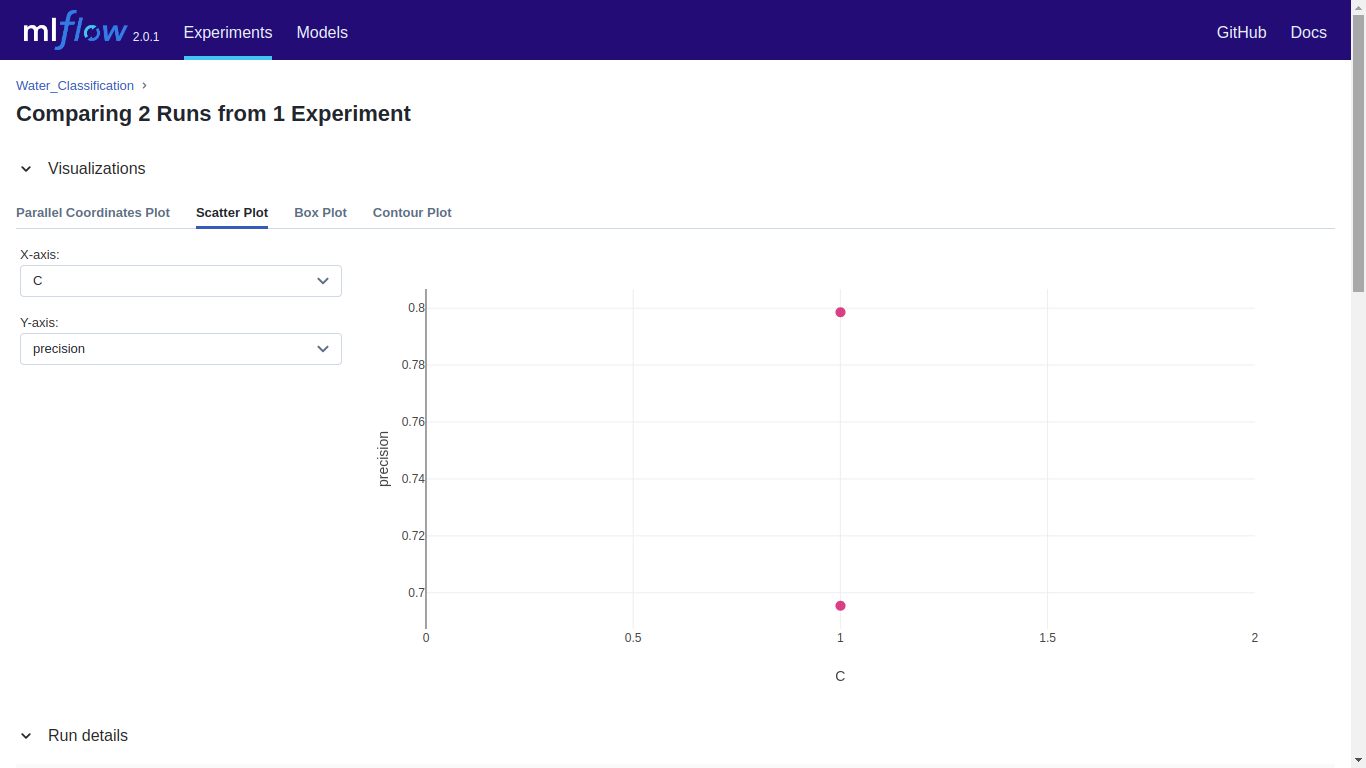 mlflow 2.0.1 Experiments Models GitHub Docs
Water_Classification ›
Comparing 2 Runs from 1 Experiment
Visualizations
Parallel Coordinates Plot Scatter Plot Box Plot Contour Plot
X-axis:
C
Y-axis:
precision
0.8
0.78
0.76
0.74
0.72
0.7
precision
0 0.5 1 1.5 2
C
Run details